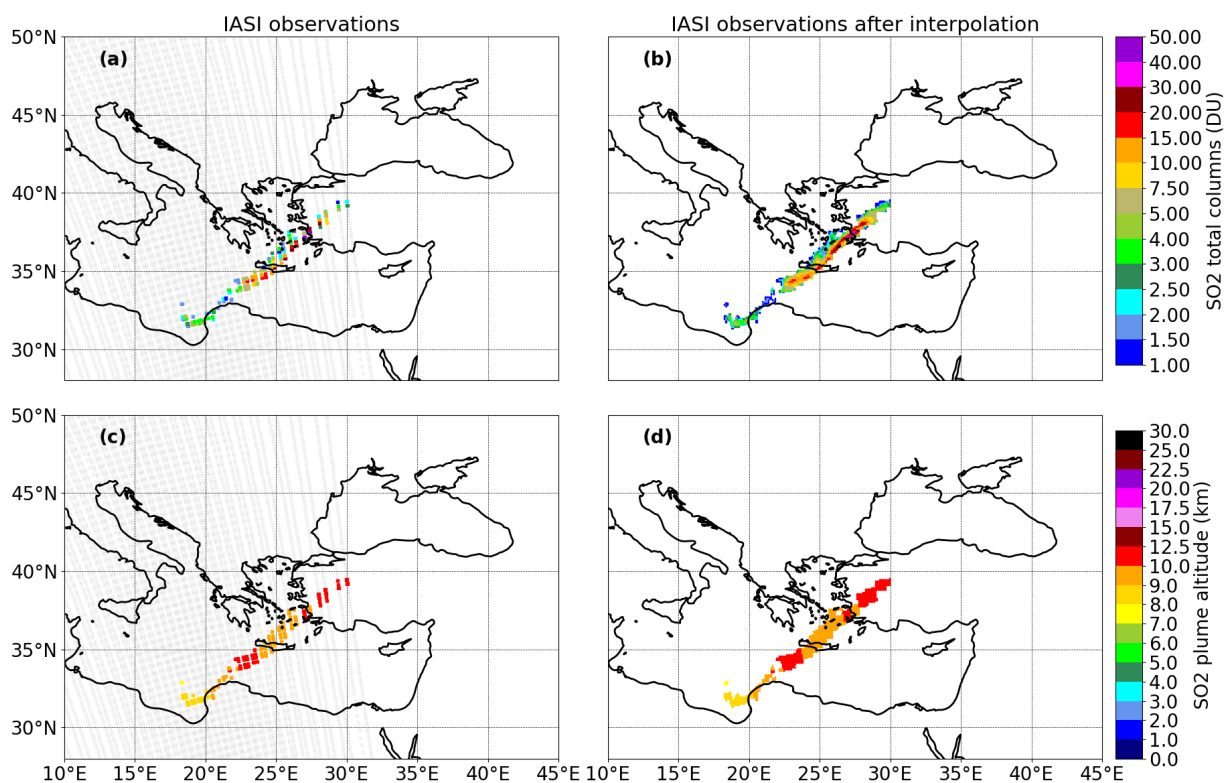 IASI observations
IASI observations after interpolation
(a)
50°N
45°N
40°N
35°N
30°N
(b)
50.00
40.00
30.00
20.00
15.00
10.00
7.50
5.00
4.00
3.00
2.50
2.00
1.50
1.00
SO2 total columns (DU)
(c)
50°N
45°N
40°N
35°N
30°N
10°E 15°E 20°E 25°E 30°E 35°E 40°E 45°E
(d)
10°E 15°E 20°E 25°E 30°E 35°E 40°E 45°E
30.0
25.0
22.5
20.0
17.5
15.0
12.5
10.0
9.0
8.0
7.0
6.0
5.0
4.0
3.0
2.0
1.0
0.0
SO2 plume altitude (km)